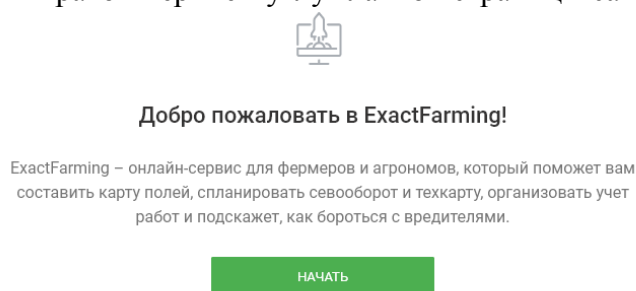 Добро пожаловать в ExactFarming!
ExactFarming – онлайн-сервис для фермеров и агрономов, который поможет вам
составить карту полей, спланировать севооборот и техкарту, организовать учет
работ и подскажет, как бороться с вредителями.
НАЧАТЬ